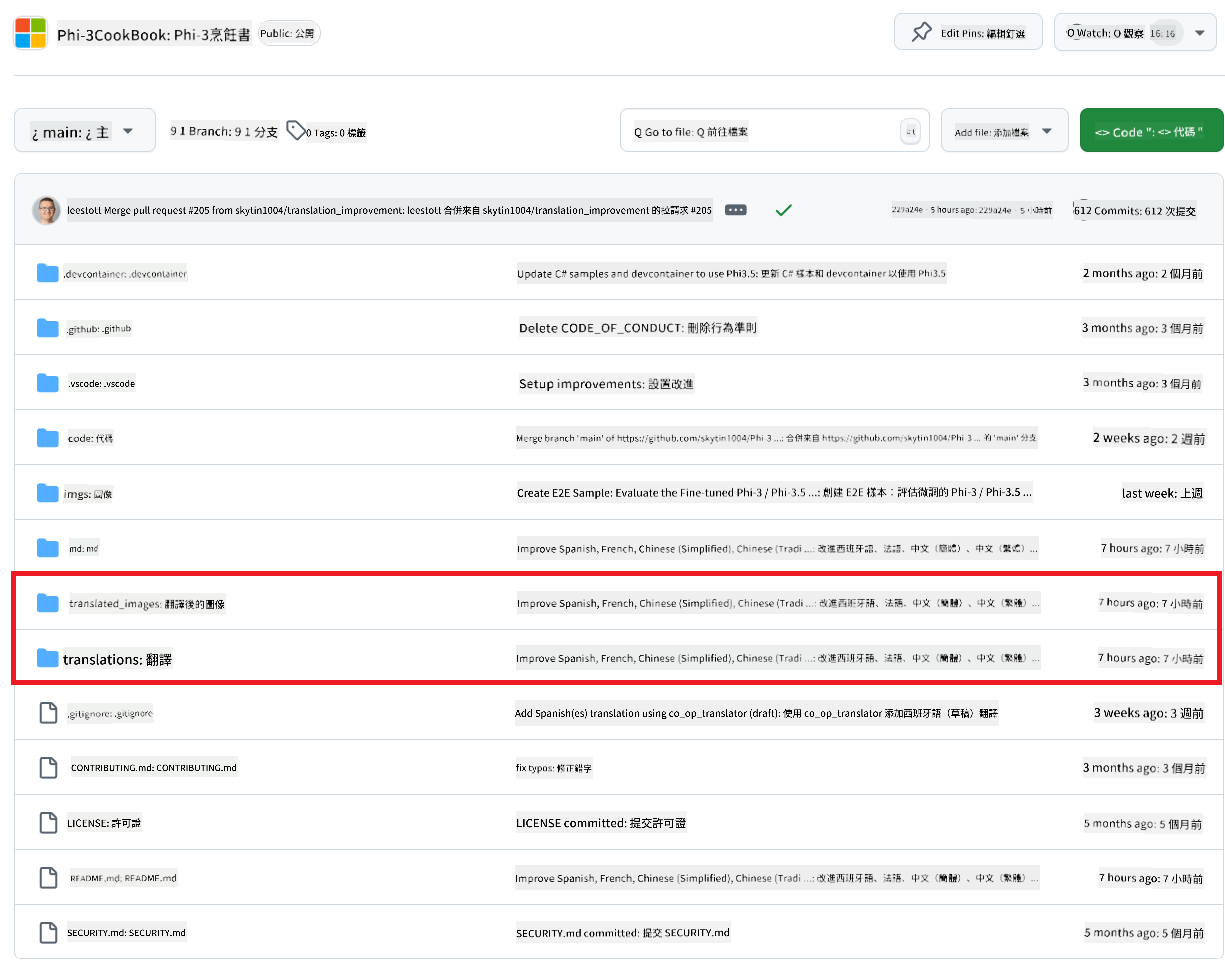 Phi-3CookBook: Phi-3烹飪書 Public: 公開 Edit Pins: 編輯釘選 O Watch: O 觀察 16: 16
¿ main: ¿ 主 9 1 Branch: 9 1 分支 0 Tags: 0 標籤 Q Go to file: Q 前往檔案 Add file: 添加檔案 <> Code ": <> 代碼 "
leestott Merge pull request #205 from skytin1004/translation_improvement: leestott 合併來自 skytin1004/translation_improvement 的拉請求 #205 229a24e · 5 hours ago: 229a24e · 5 小時前 612 Commits: 612 次提交
.devcontainer: .devcontainer Update C# samples and devcontainer to use Phi3.5: 更新 C# 樣本和 devcontainer 以使用 Phi3.5 2 months ago: 2 個月前
.github: .github Delete CODE_OF_CONDUCT: 刪除行為準則 3 months ago: 3 個月前
.vscode: .vscode Setup improvements: 設置改進 3 months ago: 3 個月前
code: 代碼 Merge branch 'main' of https://github.com/skytin1004/Phi-3 ...: 合併來自 https://github.com/skytin1004/Phi-3 ... 的 'main' 分支 2 weeks ago: 2 週前
imgs: 圖像 Create E2E Sample: Evaluate the Fine-tuned Phi-3 / Phi-3.5 ...: 創建 E2E 樣本：評估微調的 Phi-3 / Phi-3.5 ... last week: 上週
md: md Improve Spanish, French, Chinese (Simplified), Chinese (Tradi ...: 改進西班牙語、法語、中文（簡體）、中文（繁體）... 7 hours ago: 7 小時前
translated_images: 翻譯後的圖像 Improve Spanish, French, Chinese (Simplified), Chinese (Tradi ...: 改進西班牙語、法語、中文（簡體）、中文（繁體）... 7 hours ago: 7 小時前
translations: 翻譯 Improve Spanish, French, Chinese (Simplified), Chinese (Tradi ...: 改進西班牙語、法語、中文（簡體）、中文（繁體）... 7 hours ago: 7 小時前
.gitignore: .gitignore Add Spanish(es) translation using co_op_translator (draft): 使用 co_op_translator 添加西班牙語（草稿）翻譯 3 weeks ago: 3 週前
CONTRIBUTING.md: CONTRIBUTING.md fix typos: 修正錯字 3 months ago: 3 個月前
LICENSE: 許可證 LICENSE committed: 提交許可證 5 months ago: 5 個月前
README.md: README.md Improve Spanish, French, Chinese (Simplified), Chinese (Tradi ...: 改進西班牙語、法語、中文（簡體）、中文（繁體）... 7 hours ago: 7 小時前
SECURITY.md: SECURITY.md SECURITY.md committed: 提交 SECURITY.md 5 months ago: 5 個月前